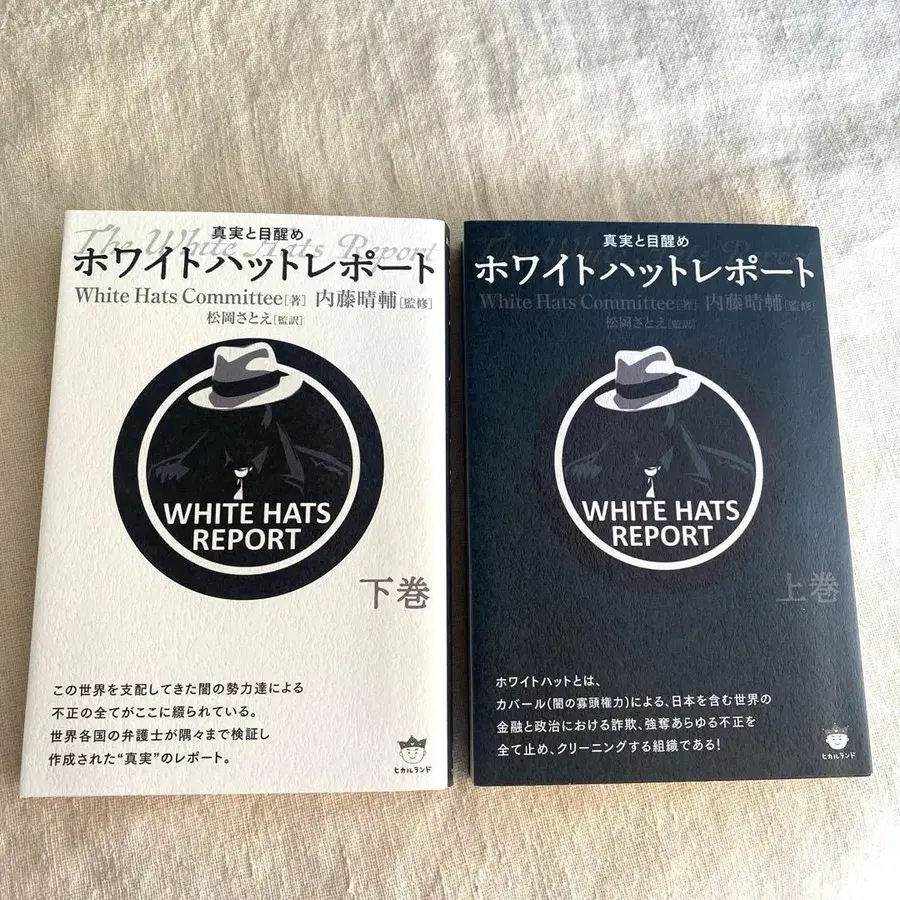 真実と目醒め
The White Hats Report
ホワイトハットレポート
White Hats Committee[著] 内藤晴輔[監修]
松岡さとえ[監訳]
WHITE HATS
REPORT
下巻
この世界を支配してきた闇の勢力達による
不正の全てがここに綴られている。
世界各国の弁護士が隅々まで検証し
作成された“真実”のレポート。
ヒカルランド
真実と目醒め
ホワイトハットレポート
White Hats Committee[著] 内藤晴輔[監修]
松岡さとえ[監訳]
WHITE HATS
REPORT
上巻
ホワイトハットとは、
カバール(闇の寡頭権力)による、日本を含む世界の
金融と政治における詐欺、強奪あらゆる不正を
全て止め、クリーニングする組織である!
ヒカルランド